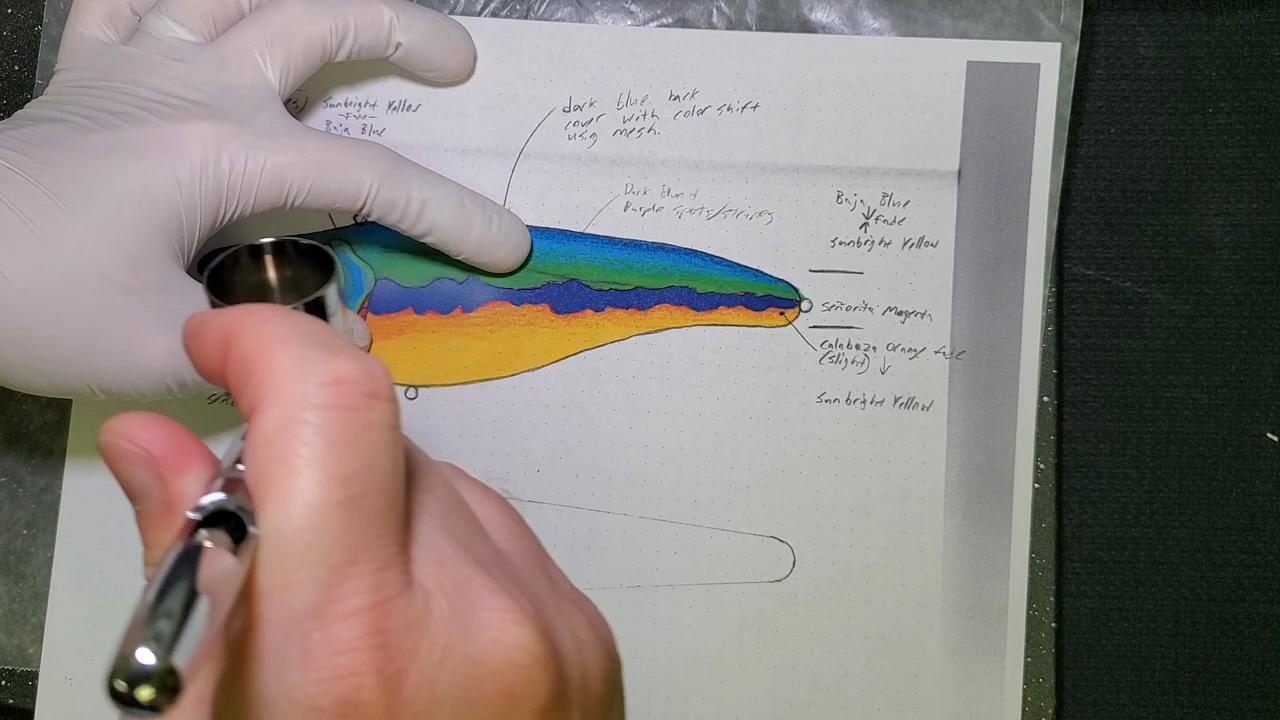 Sunbright Yellow
Fade
Baja Blue
dark blue back
cover with color shift
using mesh.
Dark Blue +
Purple spots/stripes
Baja Blue
fade
Sunbright Yellow
Señorita Magenta
Calabaza Orange fade
(slight)
Sunbright Yellow